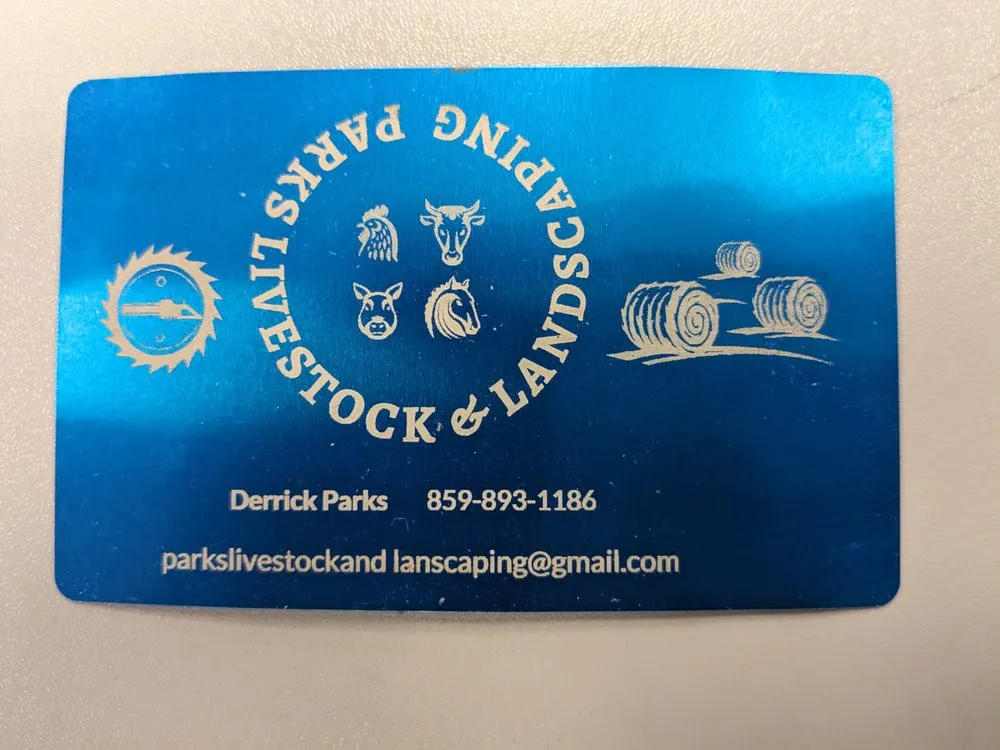 PARKS LIVESTOCK & LANDSCAPING
Derrick Parks 859-893-1186
parkslivestockand lanscaping@gmail.com